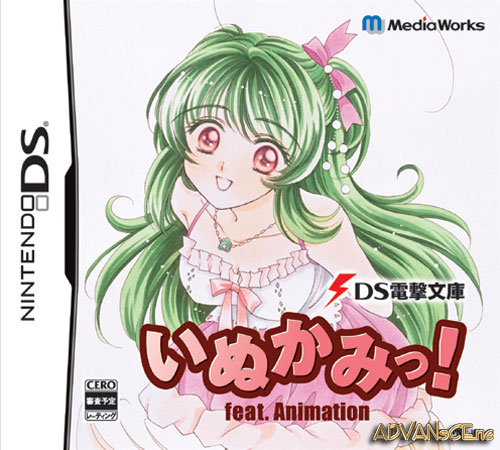 MediaWorks
NINTENDO DS
DS電撃文庫
いぬかみっ!
feat. Animation
CERO
審査予定
レーティング
ADVANsCEne